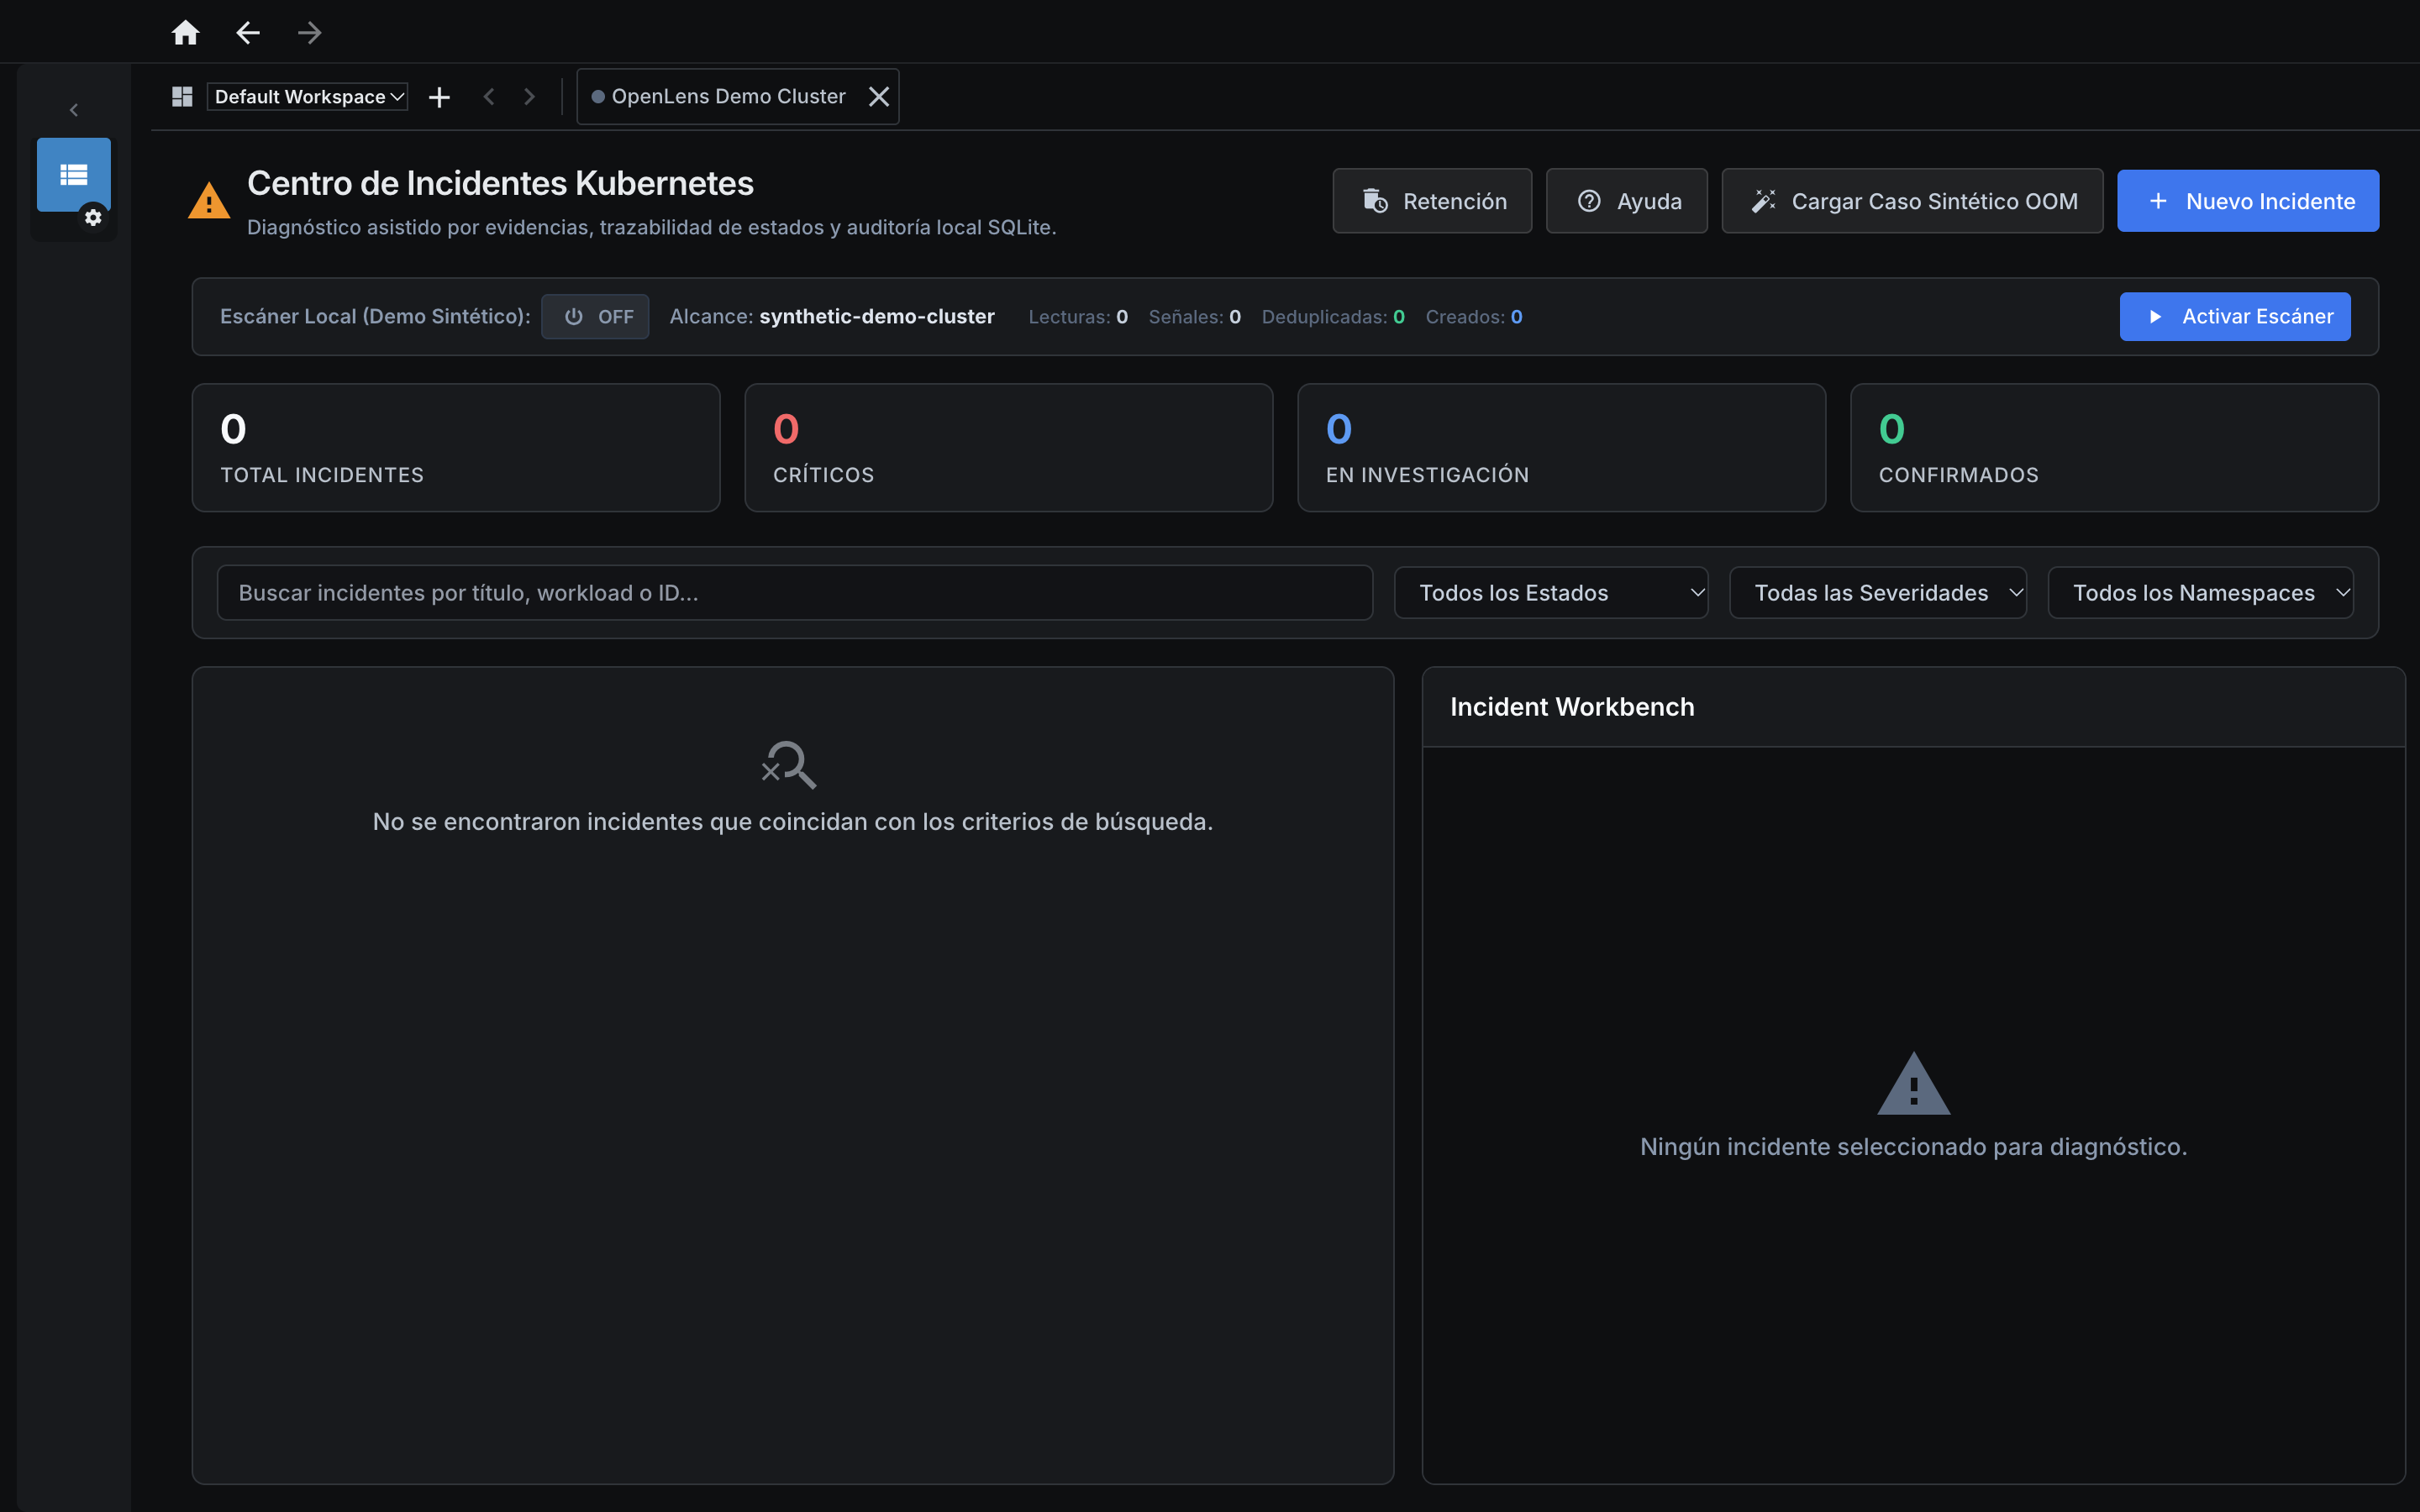 Default Workspace
OpenLens Demo Cluster
Centro de Incidentes Kubernetes
Diagnóstico asistido por evidencias, trazabilidad de estados y auditoría local SQLite.
Retención
Ayuda
Cargar Caso Sintético OOM
Nuevo Incidente
Escáner Local (Demo Sintético): OFF Alcance: synthetic-demo-cluster Lecturas: 0 Señales: 0 Deduplicadas: 0 Creados: 0
Activar Escáner
0
TOTAL INCIDENTES
0
CRÍTICOS
0
EN INVESTIGACIÓN
0
CONFIRMADOS
Buscar incidentes por título, workload o ID...
Todos los Estados
Todas las Severidades
Todos los Namespaces
No se encontraron incidentes que coincidan con los criterios de búsqueda.
Incident Workbench
Ningún incidente seleccionado para diagnóstico.